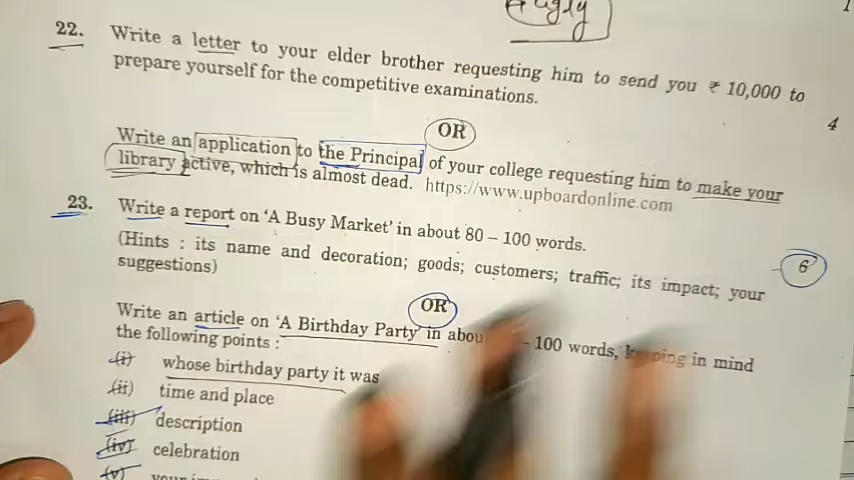 Ugly
22. Write a letter to your elder brother requesting him to send you ₹ 10,000 to
prepare yourself for the competitive examinations.
4
OR
Write an application to the Principal of your college requesting him to make your
library active, which is almost dead. https://www.upboardonline.com
23. Write a report on 'A Busy Market' in about 80 – 100 words.
(Hints : its name and decoration; goods; customers; traffic; its impact; your
suggestions)
6
OR
Write an article on 'A Birthday Party' in – 100 words, in mind
the following points :
(i) whose birthday party it was
(ii) time and place
(iii) description
(iv) celebration
(v)